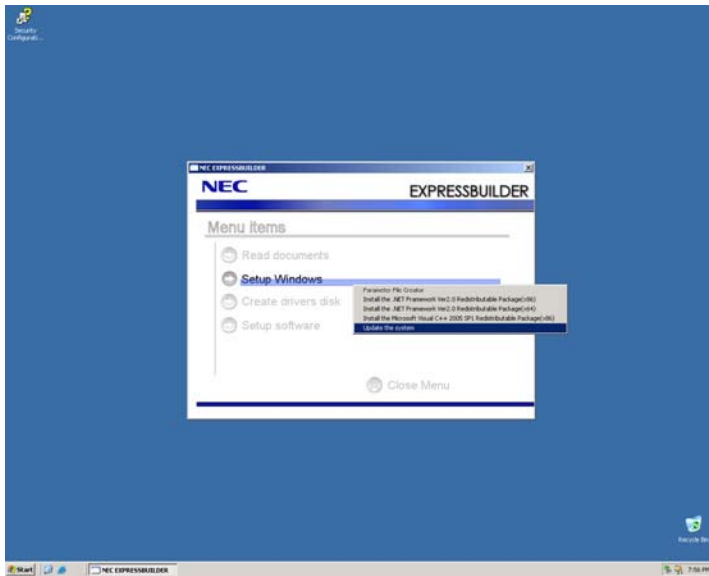 Security
Configurati...
NEC EXPRESSBUILDER
NEC
EXPRESSBUILDER
Menu items
Read documents
Setup Windows
Create drivers disk
Setup software
Parameter File Creator
Install the .NET Framework Ver2.0 Redistributable Package(x86)
Install the .NET Framework Ver2.0 Redistributable Package(x64)
Install the Microsoft Visual C++ 2005 SP1 Redistributable Package(x86)
Update the system
Close Menu
Recycle Bin
Start
NEC EXPRESSBUILDER
7:56 PM